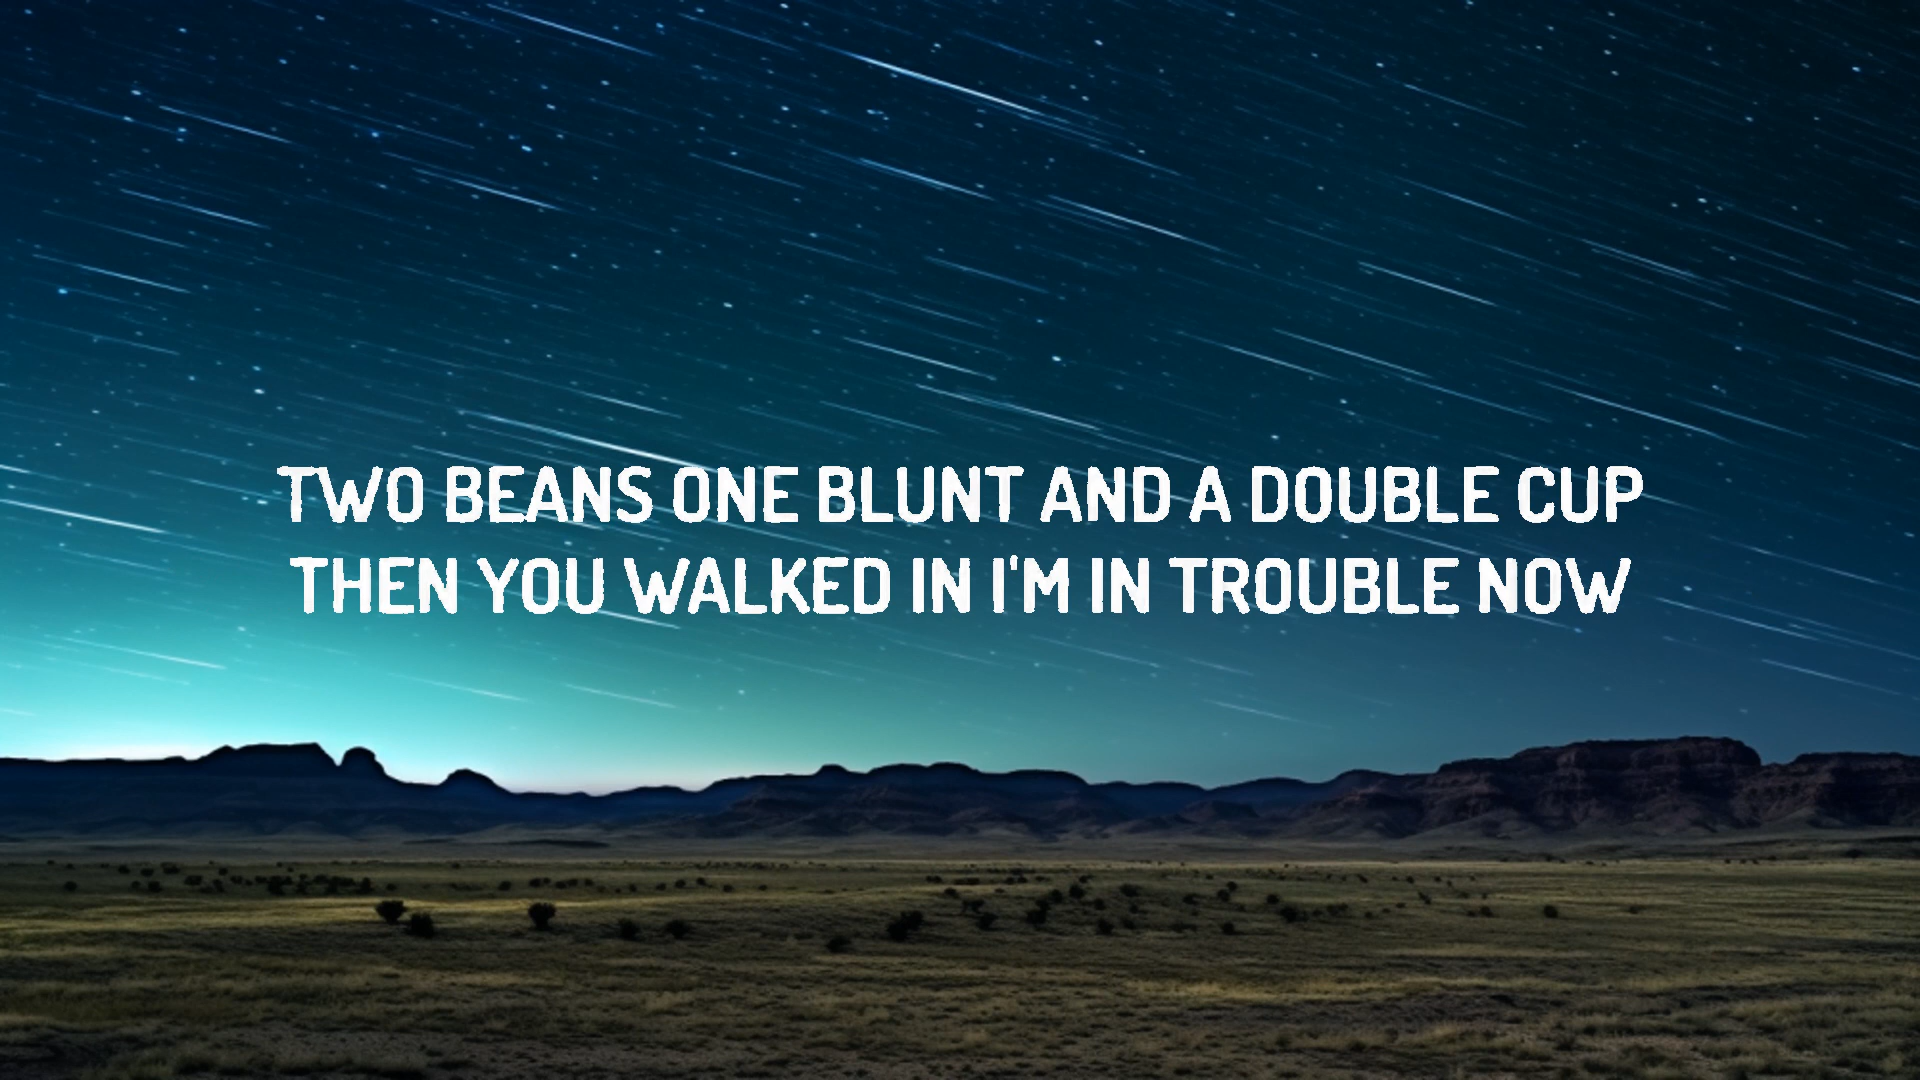 TWO BEANS ONE BLUNT AND A DOUBLE CUP
THEN YOU WALKED IN I'M IN TROUBLE NOW